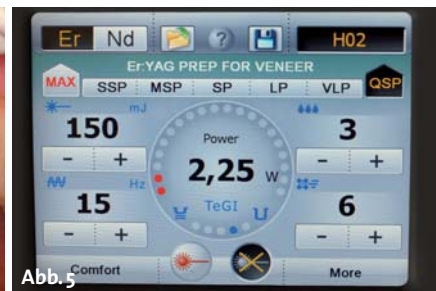 Er Nd ? H02
Er:YAG PREP FOR VENEER
MAX SSP MSP SP LP VLP QSP
mJ
150 Power 3
- + 2,25 W - +
Hz
15 TeGI 6
- + - +
Comfort More
Abb. 5